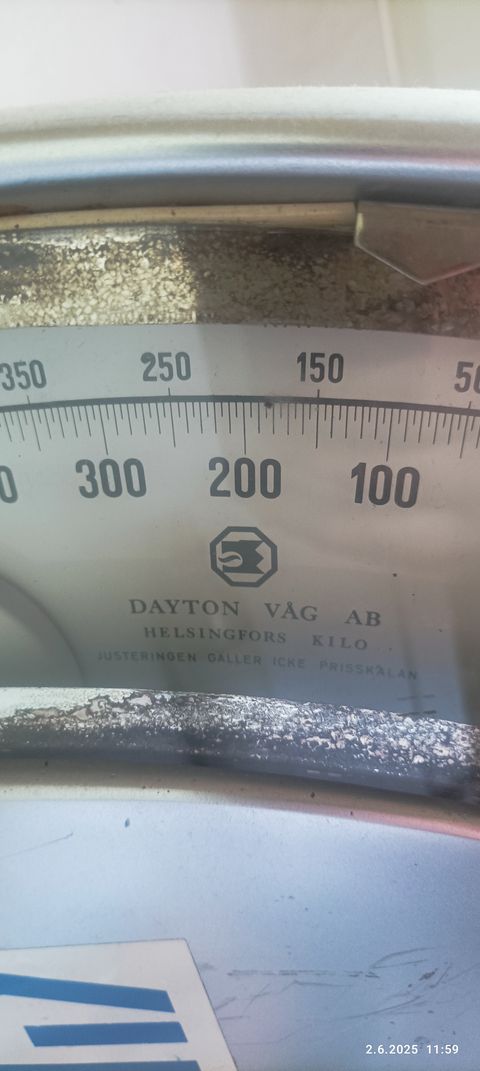 350 250 150
300 200 100
DAYTON VÅG AB
HELSINGFORS KILO
JUSTERINGEN GÄLLER ICKE PRISSKALAN
2.6.2025 11:59